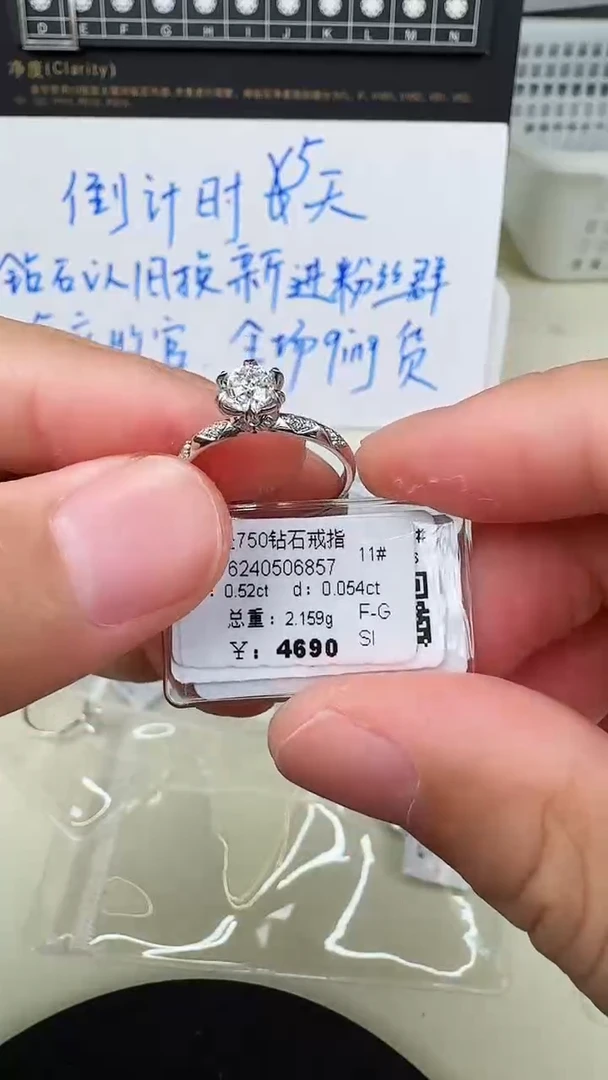 D E F G H I J K L M N
净度(Clarity)
倒计时 5天
钻石以旧换新进粉丝群
全场9.9 货
750钻石戒指
11#
6240506857
0.52ct d: 0.054ct
总重: 2.159g
F-G
SI
¥: 4690
#
s